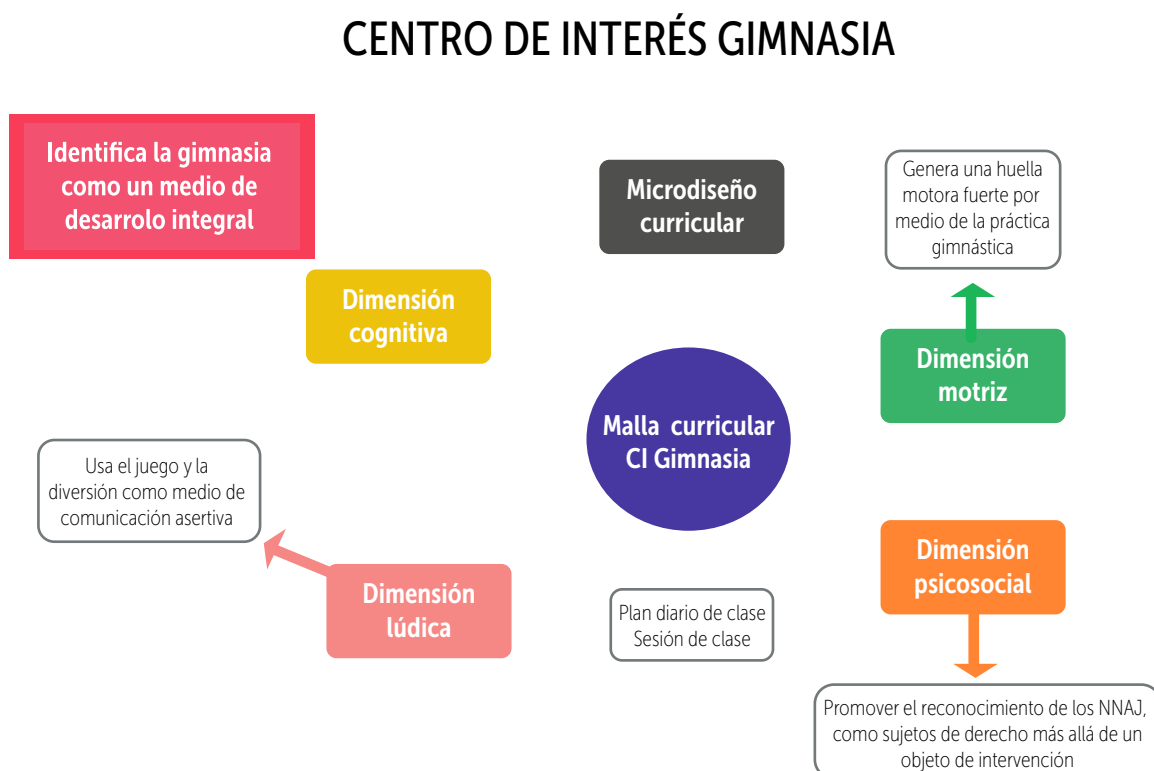 CENTRO DE INTERÉS GIMNASIA
Identifica la gimnasia
como un medio de
desarrolo integral
Microdiseño
curricular
Genera una huella
motora fuerte por
medio de la práctica
gimnástica
Dimensión
cognitiva
Dimensión
motriz
Malla curricular
CI Gimnasia
Usa el juego y la
diversión como medio de
comunicación asertiva
Dimensión
psicosocial
Dimensión
lúdica
Plan diario de clase
Sesión de clase
Promover el reconocimiento de los NNAJ,
como sujetos de derecho más allá de un
objeto de intervención